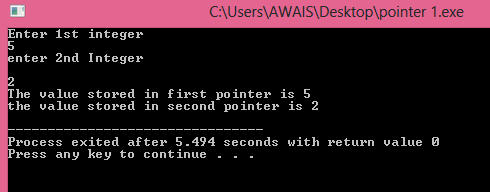 C:\Users\AWAIS\Desktop\pointer 1.exe
Enter 1st integer
5
enter 2nd Integer
2
The value stored in first pointer is 5
the value stored in second pointer is 2
--------------------------------
Process exited after 5.494 seconds with return value 0
Press any key to continue . . .